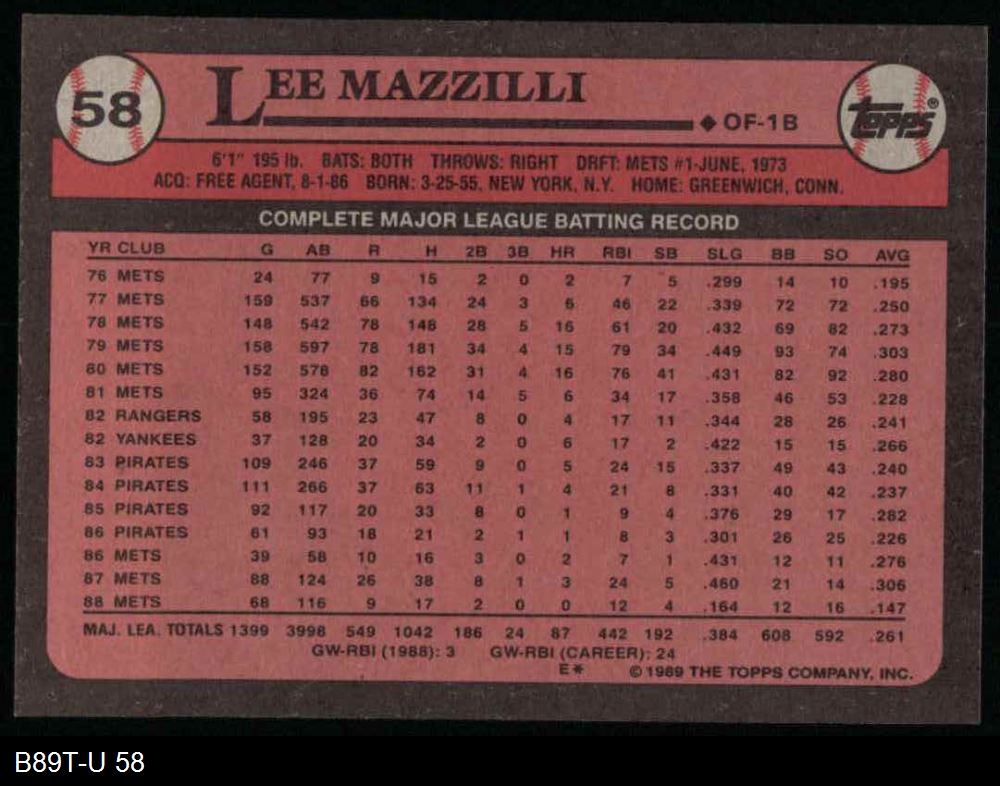 58
LEE MAZZILLI
◆ OF-1B
TOPPS®
6'1" 195 lb. BATS: BOTH THROWS: RIGHT DRFT: METS #1-JUNE, 1973
ACQ: FREE AGENT, 8-1-86 BORN: 3-25-55, NEW YORK, N.Y. HOME: GREENWICH, CONN.
COMPLETE MAJOR LEAGUE BATTING RECORD
YR CLUB G AB R H 2B 3B HR RBI SB SLG BB SO AVG
76 METS 24 77 9 15 2 0 2 7 5 .299 14 10 .195
77 METS 159 537 66 134 24 3 6 46 22 .339 72 72 .250
78 METS 148 542 78 148 28 5 16 61 20 .432 69 82 .273
79 METS 158 597 78 181 34 4 15 79 34 .449 93 74 .303
80 METS 152 578 82 162 31 4 16 76 41 .431 82 92 .280
81 METS 95 324 36 74 14 5 6 34 17 .358 46 53 .228
82 RANGERS 58 195 23 47 8 0 4 17 11 .344 28 26 .241
82 YANKEES 37 128 20 34 2 0 6 17 2 .422 15 15 .266
83 PIRATES 109 246 37 59 9 0 5 24 15 .337 49 43 .240
84 PIRATES 111 266 37 63 11 1 4 21 8 .331 40 42 .237
85 PIRATES 92 117 20 33 8 0 1 9 4 .376 29 17 .282
86 PIRATES 61 93 18 21 2 1 1 8 3 .301 26 25 .226
86 METS 39 58 10 16 3 0 2 7 1 .431 12 11 .276
87 METS 88 124 26 38 8 1 3 24 5 .460 21 14 .306
88 METS 68 116 9 17 2 0 0 12 4 .164 12 16 .147
MAJ. LEA. TOTALS 1399 3998 549 1042 186 24 87 442 192 .384 608 592 .261
GW-RBI (1988): 3 GW-RBI (CAREER): 24
E* © 1989 THE TOPPS COMPANY, INC.
B89T-U 58